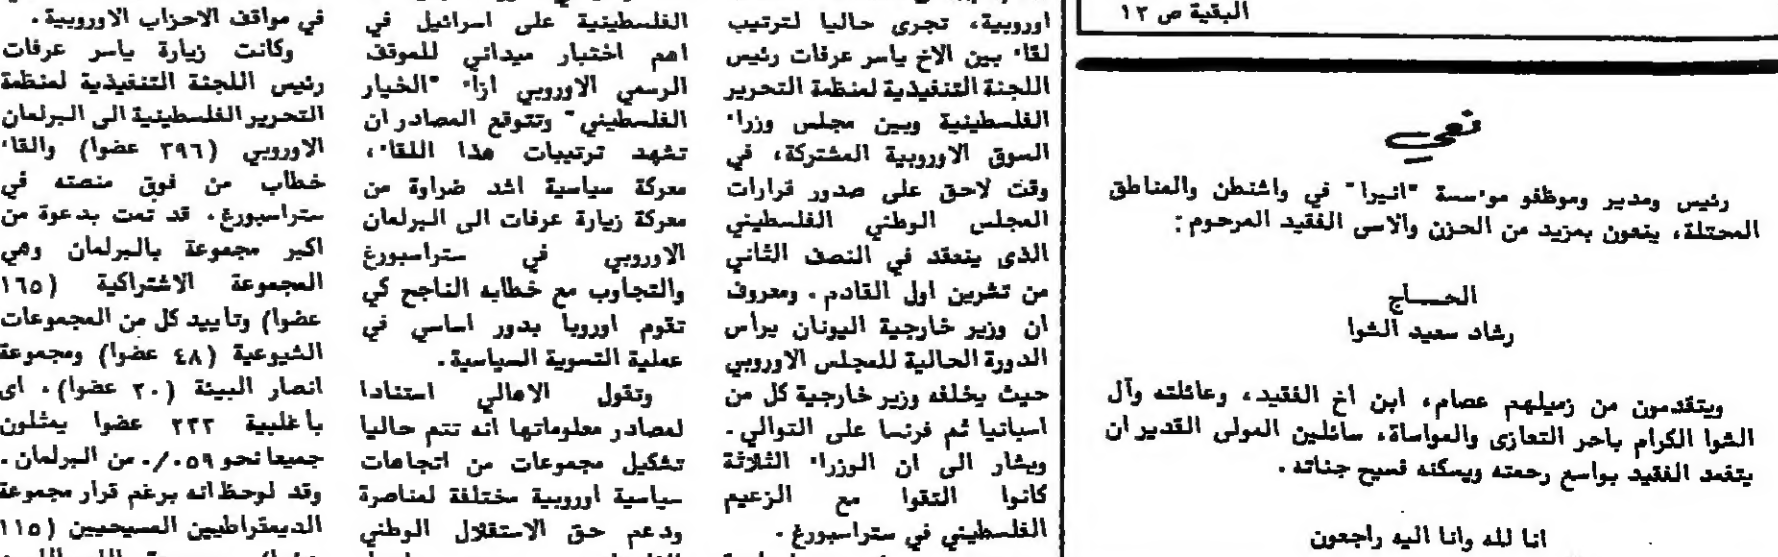 البقية ص ١٢
نعي
رئيس ومدير وموظفو موءسسة "انيرا" في واشنطن والمناطق
المحتلة، ينعون بمزيد من الحزن والاسى الفقيد المرحوم :
الحـــاج
رشاد سعيد الشوا
ويتقدمون من زميلهم عصام، ابن اخ الفقيد، وعائلته وآل
الشوا الكرام باحر التعازى والمواساة، سائلين المولى القدير ان
يتغمد الفقيد بواسع رحمته ويسكنه فسيح جناته .
انا لله وانا اليه راجعون
اوروبية، تجرى حاليا لترتيب
لقاء بين الاخ ياسر عرفات رئيس
اللجنة التنفيذية لمنظمة التحرير
الفلسطينية وبين مجلس وزراء
السوق الاوروبية المشتركة، في
وقت لاحق على صدور قرارات
المجلس الوطني الفلسطيني
الذى ينعقد في النصف الثاني
من تشرين اول القادم . ومعروف
ان وزير خارجية اليونان يرأس
الدورة الحالية للمجلس الاوروبي
حيث يخلفه وزير خارجية كل من
اسبانيا ثم فرنسا على التوالي .
ويشار الى ان الوزراء الثلاثة
كانوا التقوا مع الزعيم
الفلسطيني في ستراسبورغ .
الفلسطينية على اسرائيل في
اهم اختبار ميداني للموقف
الرسمي الاوروبي ازاء "الخيار
الفلسطيني" وتتوقع المصادر ان
تشهد ترتيبات هذا اللقاء،
معركة سياسية اشد ضراوة من
معركة زيارة عرفات الى البرلمان
الاوروبي في ستراسبورغ
والتجاوب مع خطابه الناجح كي
تقوم اوروبا بدور اساسي في
عملية التسوية السياسية .
وتقول الاهالي استنادا
لمصادر معلوماتها انه تتم حاليا
تشكيل مجموعات من اتجاهات
سياسية اوروبية مختلفة لمناصرة
ودعم حق الاستقلال الوطني
في مواقف الاحزاب الاوروبية .
وكانت زيارة ياسر عرفات
رئيس اللجنة التنفيذية لمنظمة
التحرير الفلسطينية الى البرلمان
الاوروبي (٣٩٦ عضوا) والقاء
خطاب من فوق منصته في
ستراسبورغ، قد تمت بدعوة من
اكبر مجموعة بالبرلمان وهي
المجموعة الاشتراكية (١٦٥
عضوا) وتأييد كل من المجموعات
الشيوعية (٤٨ عضوا) ومجموعة
انصار البيئة (٢٠ عضوا) ، اى
بأغلبية ٢٣٣ عضوا يمثلون
جميعا نحو ٥٩ ٠/٠ من البرلمان .
وقد لوحظ انه برغم قرار مجموعة
الديمقراطيين المسيحيين (١١٥